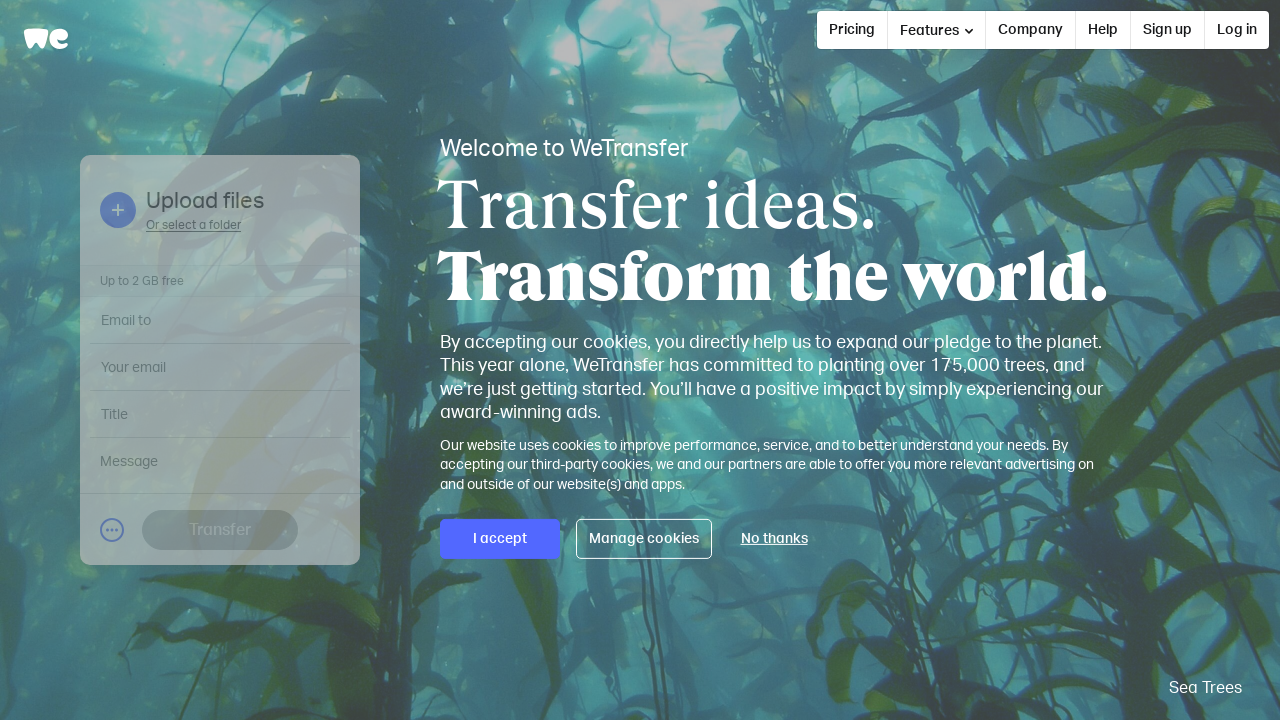 we
Pricing
Features
Company
Help
Sign up
Log in
Upload files
Or select a folder
Up to 2 GB free
Email to
Your email
Title
Message
Transfer
Welcome to WeTransfer
Transfer ideas.
Transform the world.
By accepting our cookies, you directly help us to expand our pledge to the planet.
This year alone, WeTransfer has committed to planting over 175,000 trees, and
we’re just getting started. You’ll have a positive impact by simply experiencing our
award-winning ads.
Our website uses cookies to improve performance, service, and to better understand your needs. By
accepting our third-party cookies, we and our partners are able to offer you more relevant advertising on
and outside of our website(s) and apps.
I accept
Manage cookies
No thanks
Sea Trees